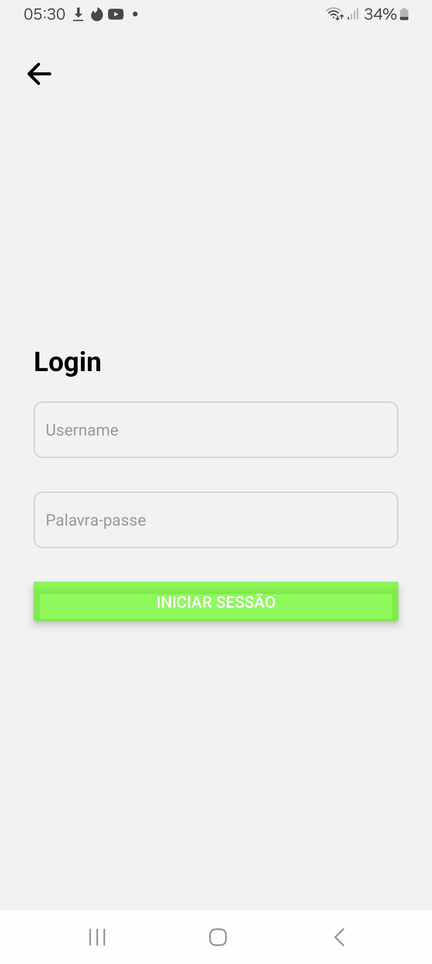 05:30 34%
Login
Username
Palavra-passe
INICIAR SESSÃO